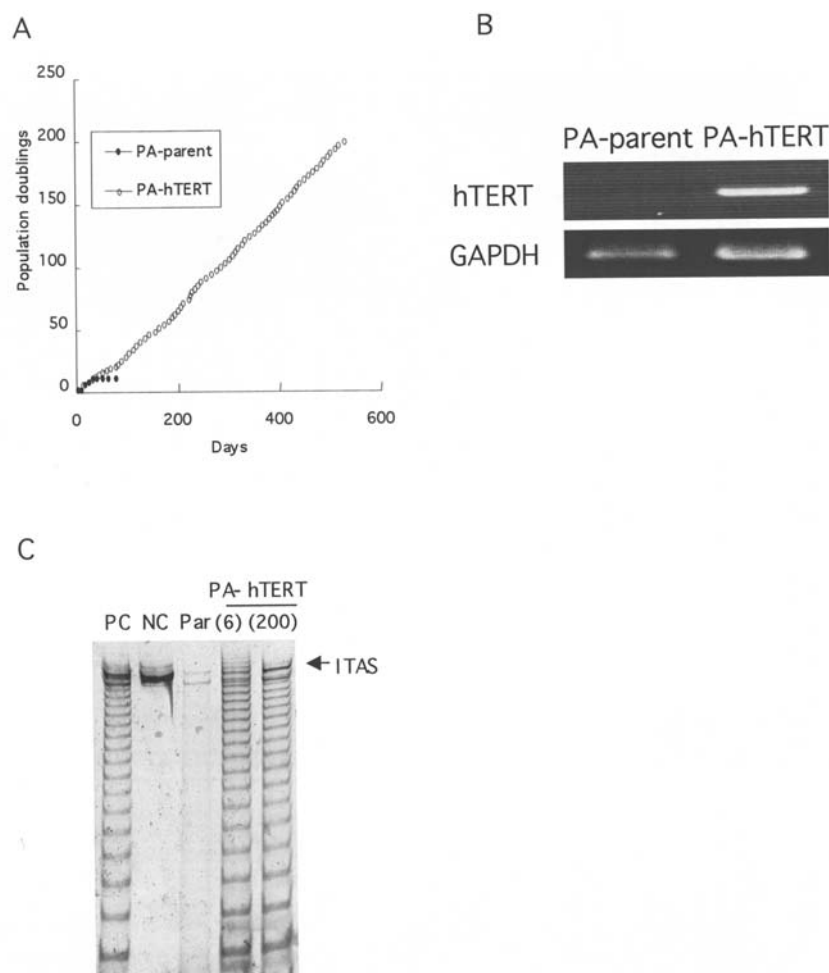 A
250
200
150
100
50
0
Population doublings
PA-parent
PA-hTERT
0 200 400 600
Days
B
PA-parent PA-hTERT
hTERT
GAPDH
C
PA- hTERT
PC NC Par (6) (200)
ITAS